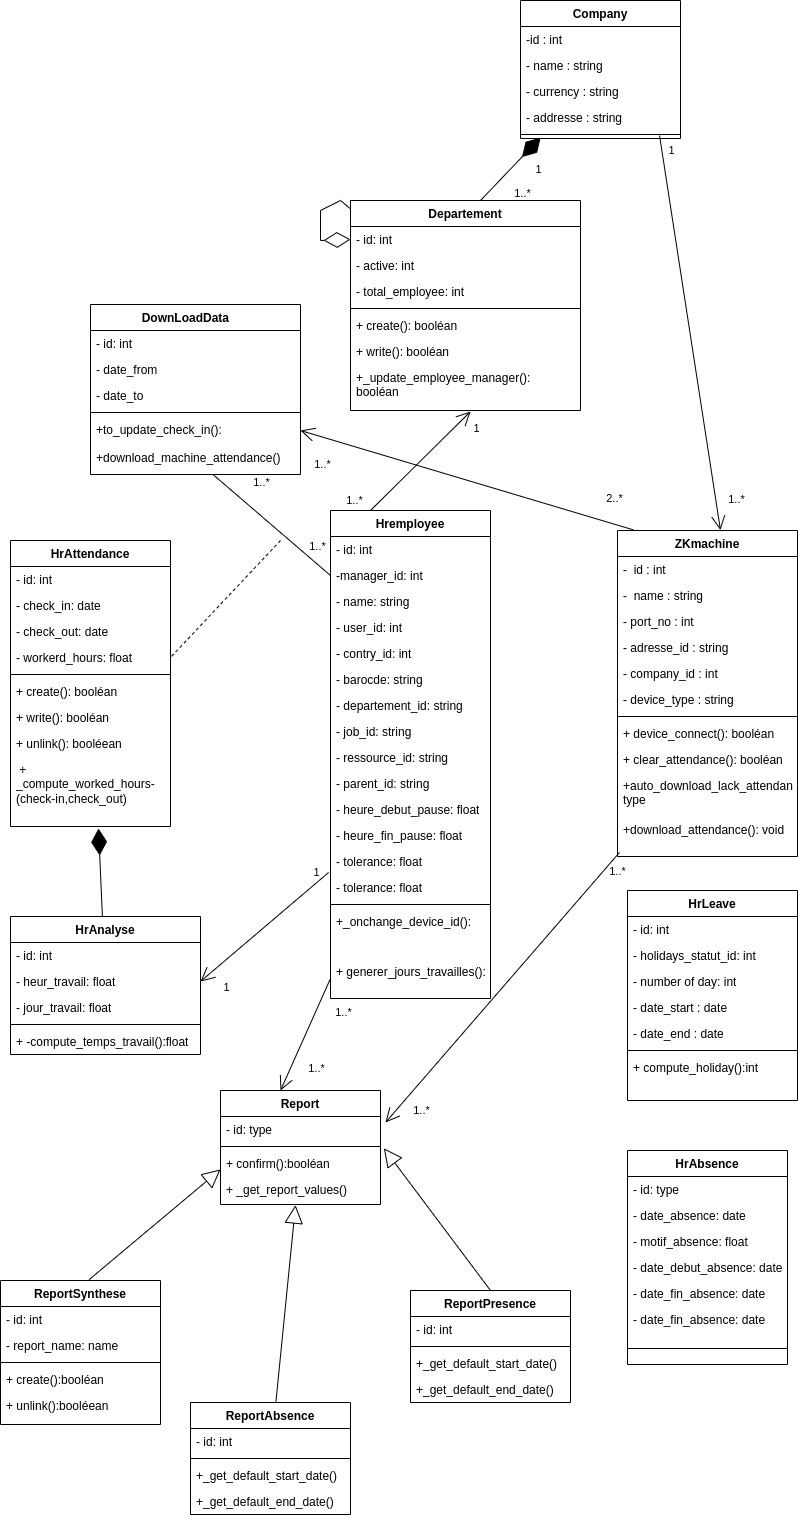 Company
-id : int
- name : string
- currency : string
- addresse : string
1
1
1..*
Departement
- id: int
- active: int
- total_employee: int
+ create(): booléan
+ write(): booléan
+_update_employee_manager():
booléan
DownLoadData
- id: int
- date_from
- date_to
+to_update_check_in():
+download_machine_attendance()
1
1..*
1..*
1..*
2..*
1..*
1..*
HrAttendance
- id: int
- check_in: date
- check_out: date
- workerd_hours: float
+ create(): booléan
+ write(): booléan
+ unlink(): booléean
+
_compute_worked_hours-
(check-in,check_out)
Hremployee
- id: int
-manager_id: int
- name: string
- user_id: int
- contry_id: int
- barocde: string
- departement_id: string
- job_id: string
- ressource_id: string
- parent_id: string
- heure_debut_pause: float
- heure_fin_pause: float
- tolerance: float
- tolerance: float
+_onchange_device_id():
+ generer_jours_travailles():
ZKmachine
- id : int
- name : string
- port_no : int
- adresse_id : string
- company_id : int
- device_type : string
+ device_connect(): booléan
+ clear_attendance(): booléan
+auto_download_lack_attendan
type
+download_attendance(): void
1
1..*
HrAnalyse
- id: int
- heur_travail: float
- jour_travail: float
+ -compute_temps_travail():float
1
1..*
1..*
1..*
HrLeave
- id: int
- holidays_statut_id: int
- number of day: int
- date_start : date
- date_end : date
+ compute_holiday():int
Report
- id: type
+ confirm():booléan
+ _get_report_values()
HrAbsence
- id: type
- date_absence: date
- motif_absence: float
- date_debut_absence: date
- date_fin_absence: date
- date_fin_absence: date
ReportSynthese
- id: int
- report_name: name
+ create():booléan
+ unlink():booléean
ReportPresence
- id: int
+_get_default_start_date()
+_get_default_end_date()
ReportAbsence
- id: int
+_get_default_start_date()
+_get_default_end_date()